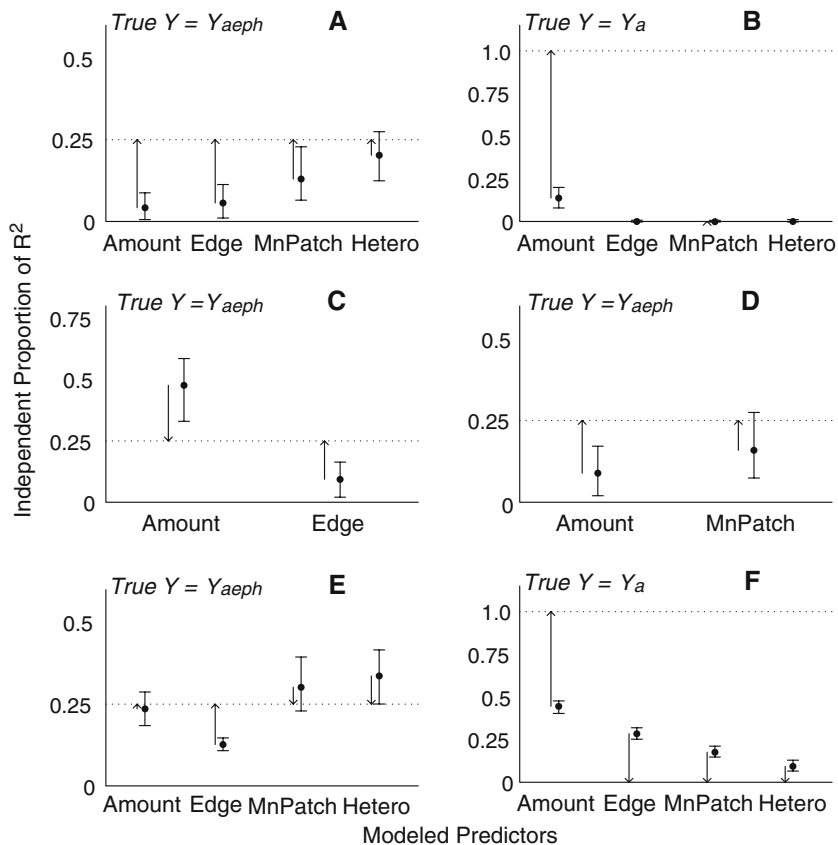 True Y = Yaeph A
0.5
0.25
0
Amount Edge MnPatch Hetero
True Y = Ya B
1.0
0.75
0.5
0.25
0
Amount Edge MnPatch Hetero
Independent Proportion of R2
True Y = Yaeph C
0.75
0.5
0.25
0
Amount Edge
True Y = Yaeph D
0.5
0.25
0
Amount MnPatch
True Y = Yaeph E
0.5
0.25
0
Amount Edge MnPatch Hetero
True Y = Ya F
1.0
0.75
0.5
0.25
0
Amount Edge MnPatch Hetero
Modeled Predictors